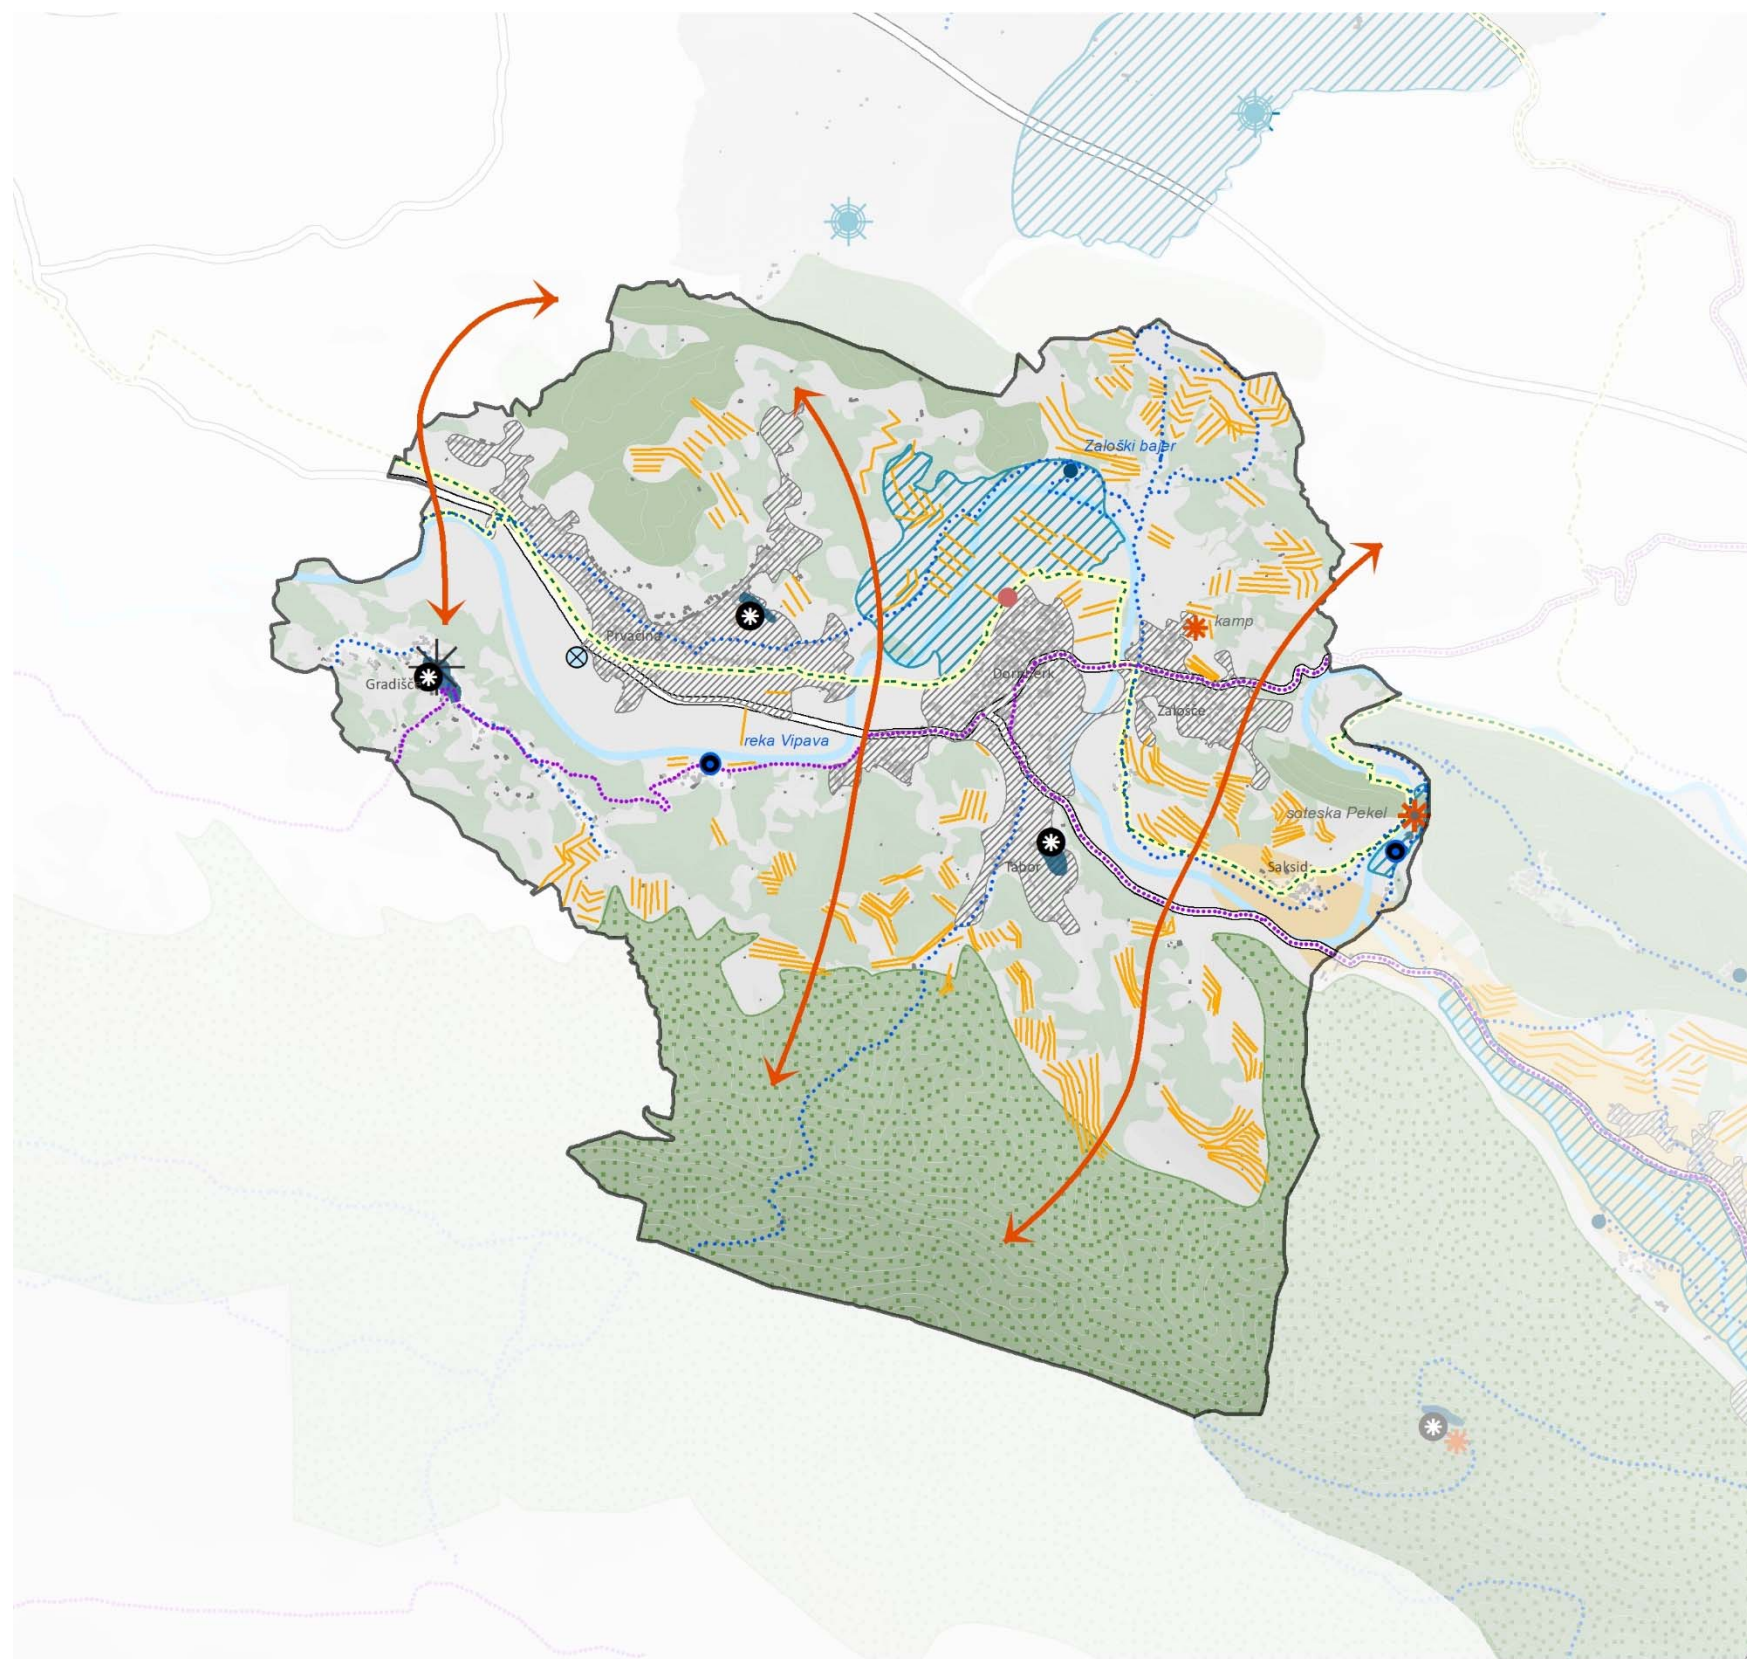 Zaloški bajer
kamp
Prvačina
Dornberk
Gradišče
Zalošče
reka Vipava
soteska Pekel
Tabor
Saksid